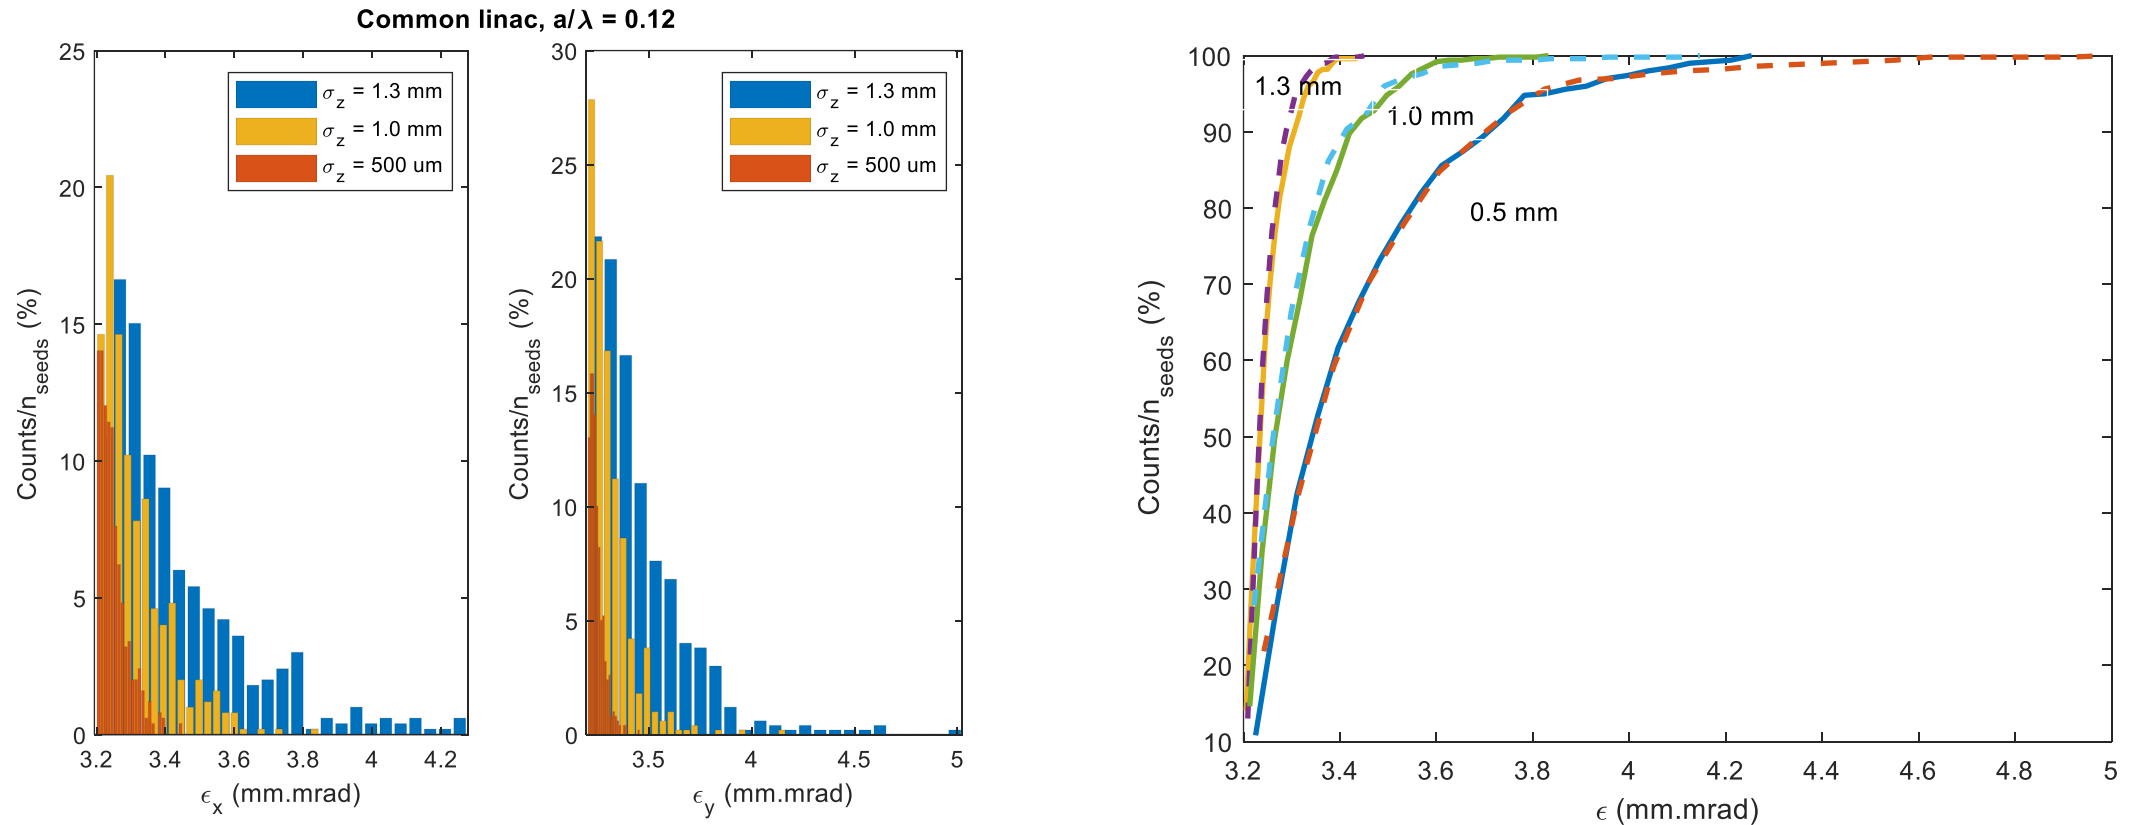 Common linac, a/λ = 0.12
25
20
15
10
5
0
Counts/n_seeds (%)
σ_z = 1.3 mm
σ_z = 1.0 mm
σ_z = 500 um
3.2 3.4 3.6 3.8 4 4.2
ϵ_x (mm.mrad)
30
25
20
15
10
5
0
Counts/n_seeds (%)
σ_z = 1.3 mm
σ_z = 1.0 mm
σ_z = 500 um
3.5 4 4.5 5
ϵ_y (mm.mrad)
100
90
80
70
60
50
40
30
20
10
Counts/n_seeds (%)
1.3 mm
1.0 mm
0.5 mm
3.2 3.4 3.6 3.8 4 4.2 4.4 4.6 4.8 5
ϵ (mm.mrad)